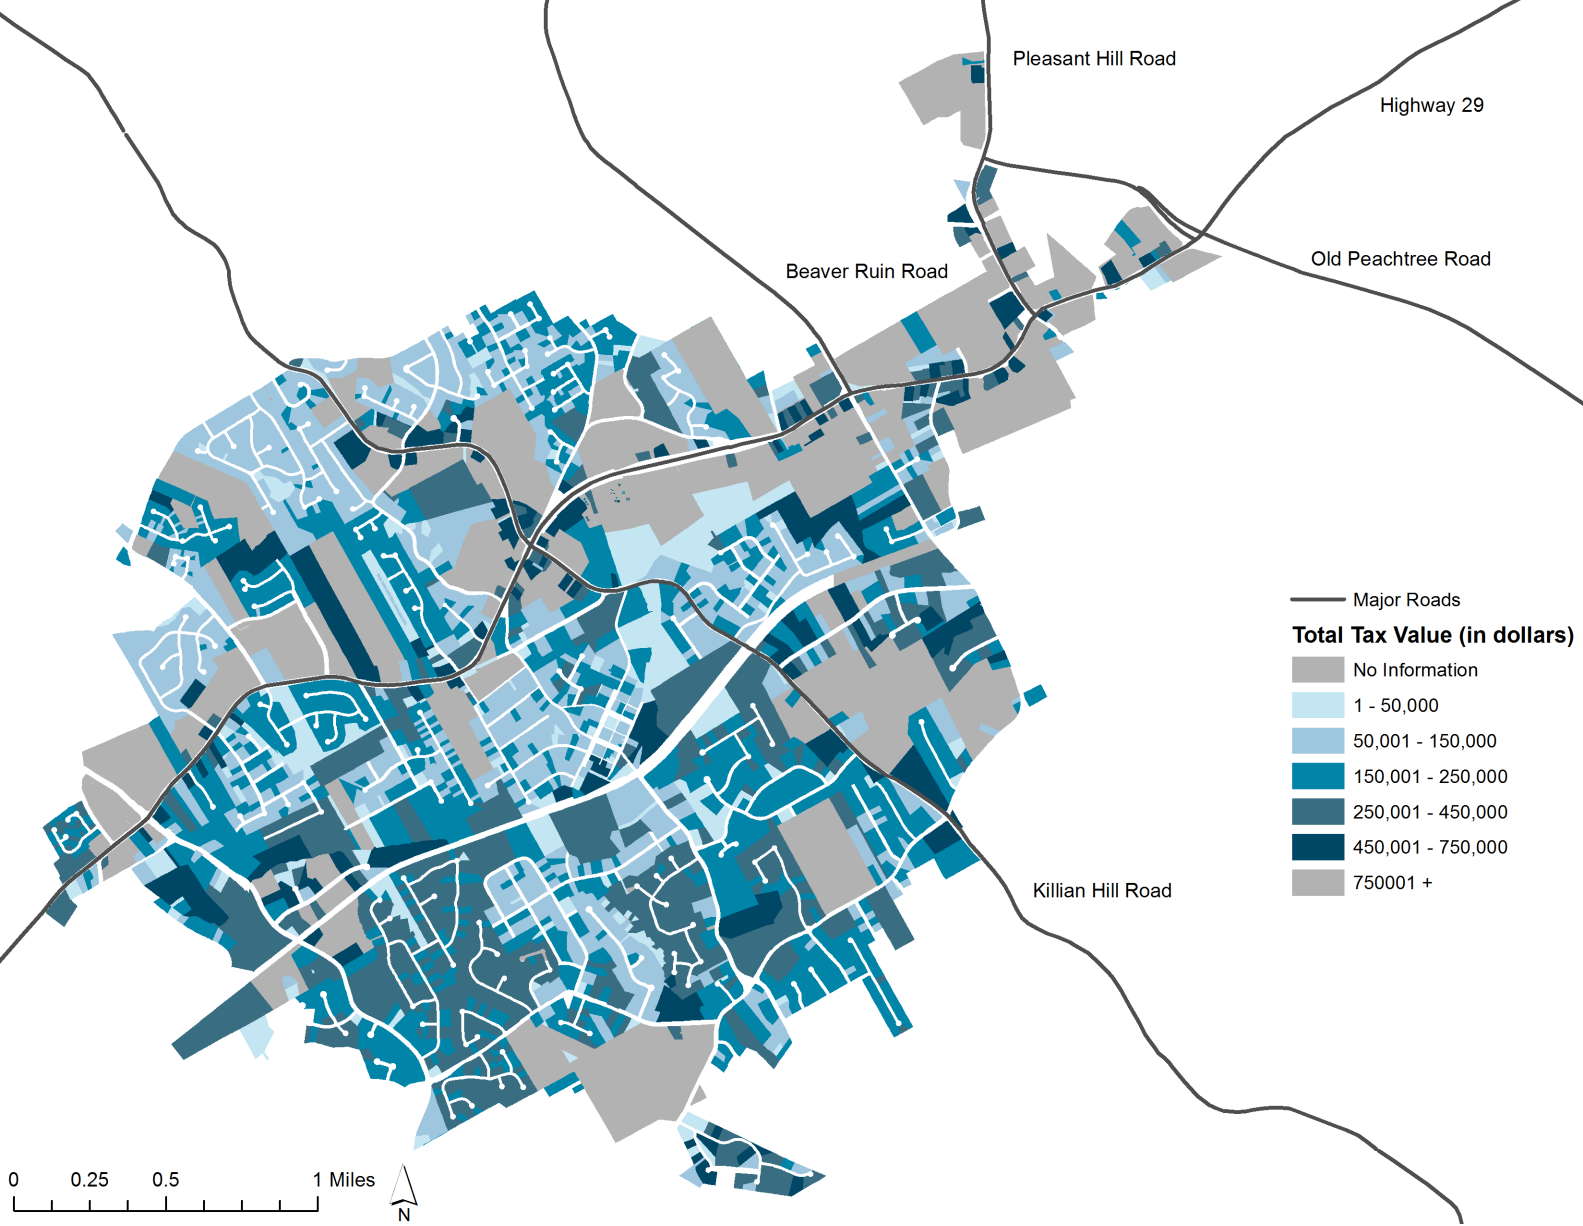 Pleasant Hill Road
Highway 29
Old Peachtree Road
Beaver Ruin Road
Major Roads
Total Tax Value (in dollars)
No Information
1 - 50,000
50,001 - 150,000
150,001 - 250,000
250,001 - 450,000
450,001 - 750,000
750001 +
Killian Hill Road
0 0.25 0.5 1 Miles
N